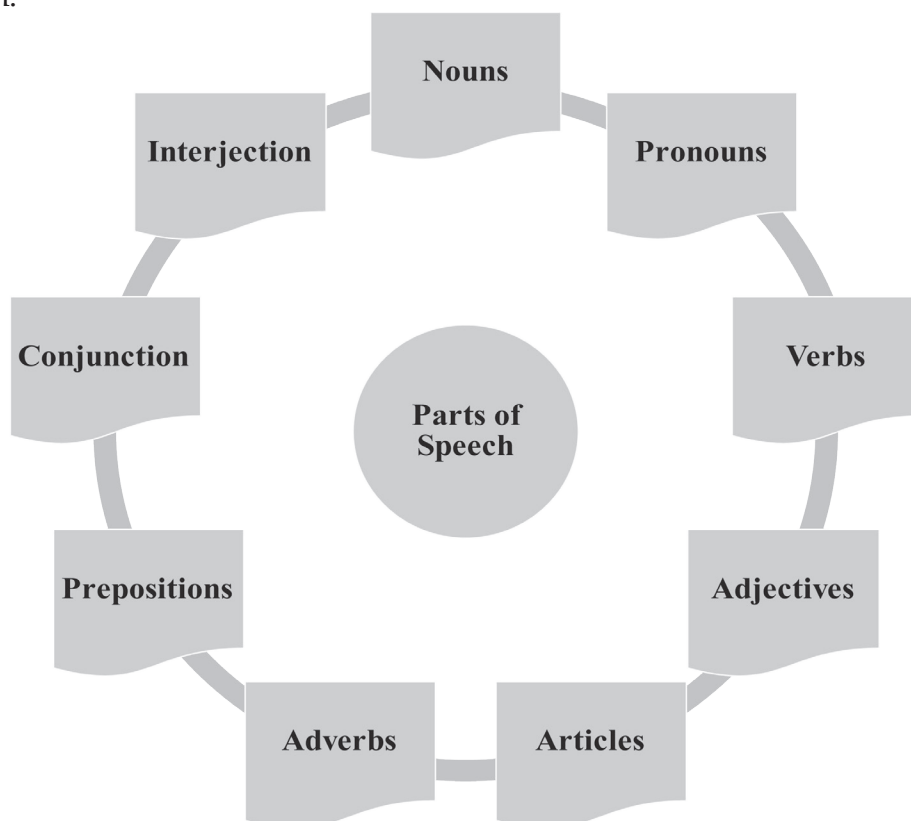 Nouns
Pronouns
Verbs
Adjectives
Articles
Adverbs
Prepositions
Conjunction
Interjection
Parts of
Speech